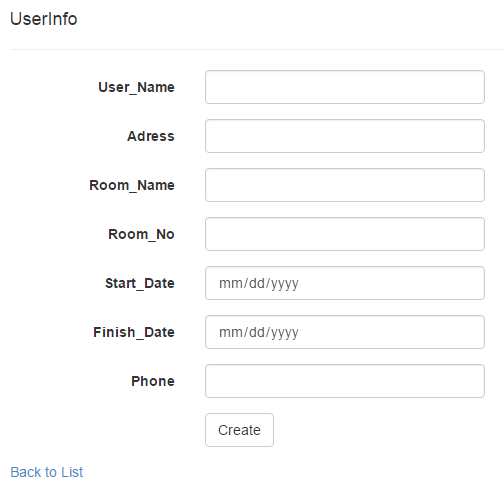 UserInfo
User_Name
Adress
Room_Name
Room_No
Start_Date mm/dd/yyyy
Finish_Date mm/dd/yyyy
Phone
Create
Back to List